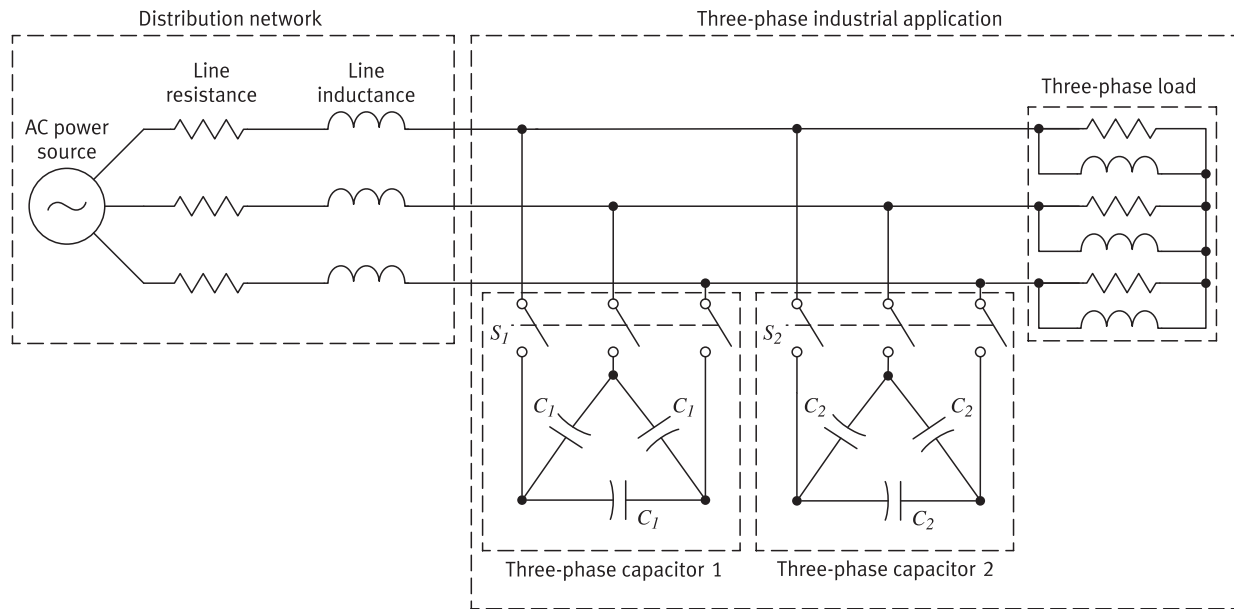 Distribution network
Three-phase industrial application
Line
resistance
Line
inductance
AC power
source
Three-phase load
S1
S2
C1
C1
C1
C2
C2
C2
Three-phase capacitor 1
Three-phase capacitor 2